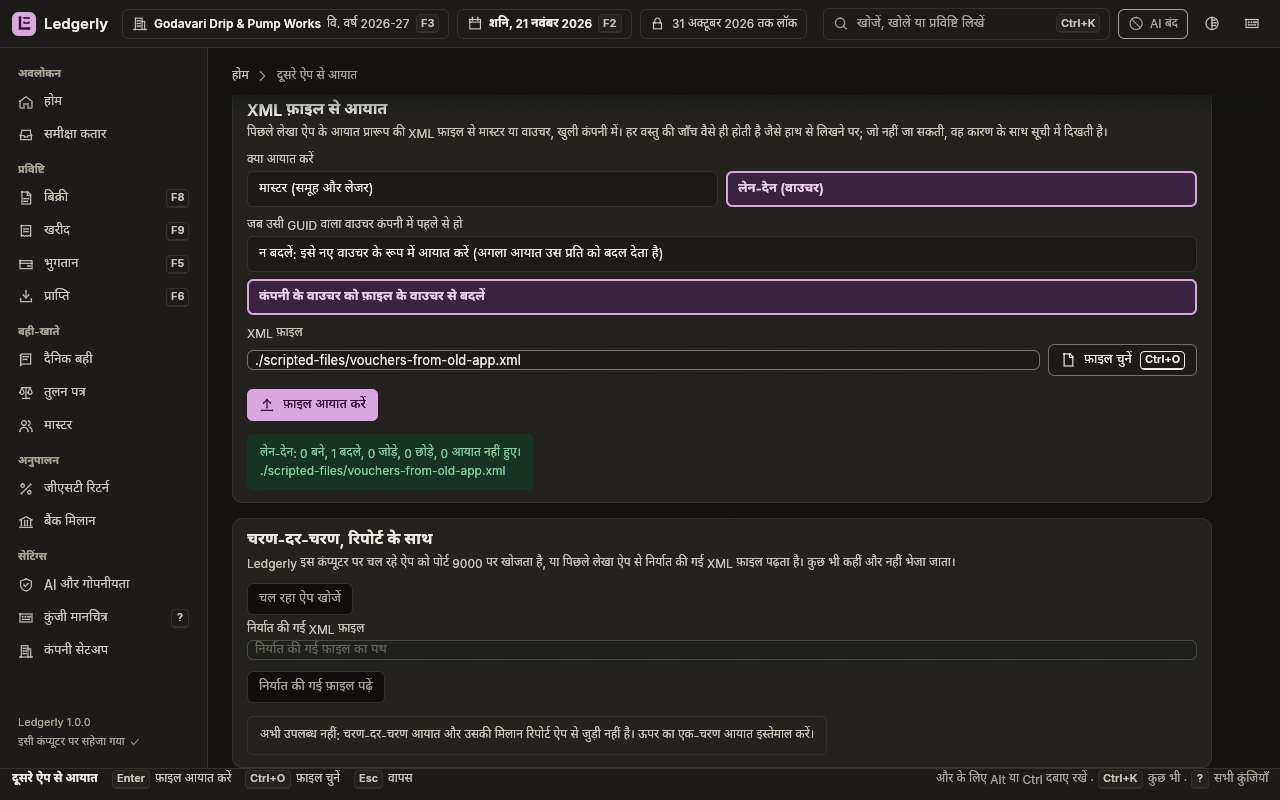 Ledgerly
Godavari Drip & Pump Works वि. वर्ष 2026-27 F3
शनि, 21 नवंबर 2026 F2
31 अक्टूबर 2026 तक लॉक
खोजें, खोलें या प्रविष्टि लिखें Ctrl+K
AI बंद
अवलोकन
होम
समीक्षा कतार
प्रविष्टि
बिक्री F8
खरीद F9
भुगतान F5
प्राप्ति F6
बही-खाते
दैनिक बही
तुलन पत्र
मास्टर
अनुपालन
जीएसटी रिटर्न
बैंक मिलान
सेटिंग्स
AI और गोपनीयता
कुंजी मानचित्र ?
कंपनी सेटअप
Ledgerly 1.0.0
इसी कंप्यूटर पर सहेजा गया
होम > दूसरे ऐप से आयात
XML फ़ाइल से आयात
पिछले लेखा ऐप के आयात प्रारूप की XML फ़ाइल से मास्टर या वाउचर, खुली कंपनी में। हर वस्तु की जाँच वैसे ही होती है जैसे हाथ से लिखने पर; जो नहीं जा सकती, वह कारण के साथ सूची में दिखती है।
क्या आयात करें
मास्टर (समूह और लेजर)
लेन-देन (वाउचर)
जब उसी GUID वाला वाउचर कंपनी में पहले से हो
न बदलें: इसे नए वाउचर के रूप में आयात करें (अगला आयात उस प्रति को बदल देता है)
कंपनी के वाउचर को फ़ाइल के वाउचर से बदलें
XML फ़ाइल
./scripted-files/vouchers-from-old-app.xml
फ़ाइल चुनें Ctrl+O
फ़ाइल आयात करें
लेन-देन: 0 बने, 1 बदले, 0 जोड़े, 0 छोड़े, 0 आयात नहीं हुए।
./scripted-files/vouchers-from-old-app.xml
चरण-दर-चरण, रिपोर्ट के साथ
Ledgerly इस कंप्यूटर पर चल रहे ऐप को पोर्ट 9000 पर खोजता है, या पिछले लेखा ऐप से निर्यात की गई XML फ़ाइल पढ़ता है। कुछ भी कहीं और नहीं भेजा जाता।
चल रहा ऐप खोजें
निर्यात की गई XML फ़ाइल
निर्यात की गई फ़ाइल का पथ
निर्यात की गई फ़ाइल पढ़ें
अभी उपलब्ध नहीं: चरण-दर-चरण आयात और उसकी मिलान रिपोर्ट ऐप से जुड़ी नहीं है। ऊपर का एक-चरण आयात इस्तेमाल करें।
दूसरे ऐप से आयात Enter फ़ाइल आयात करें Ctrl+O फ़ाइल चुनें Esc वापस
और के लिए Alt या Ctrl दबाए रखें · Ctrl+K कुछ भी · ? सभी कुंजियाँ